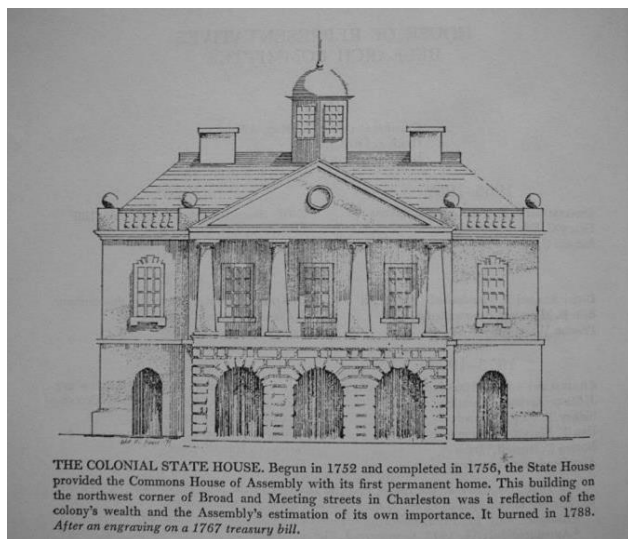 THE COLONIAL STATE HOUSE. Begun in 1752 and completed in 1756, the State House
provided the Commons House of Assembly with its first permanent home. This building on
the northwest corner of Broad and Meeting streets in Charleston was a reflection of the
colony's wealth and the Assembly's estimation of its own importance. It burned in 1788.
After an engraving on a 1767 treasury bill.